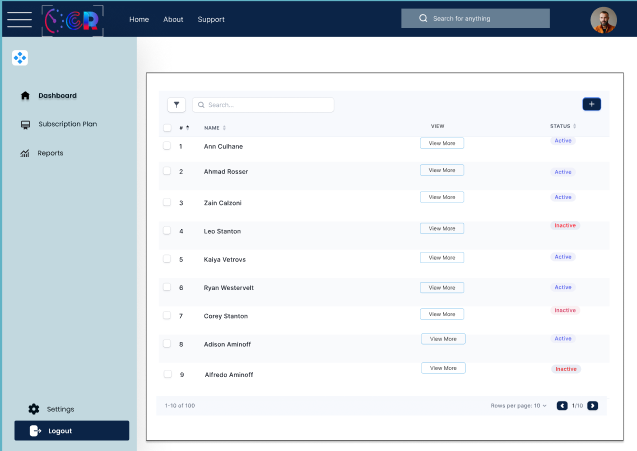 CR
Home About Support
Search for anything
Dashboard
Subscription Plan
Reports
Settings
Logout
Search...
+
# NAME VIEW STATUS
1 Ann Culhane View More Active
2 Ahmad Rosser View More Active
3 Zain Calzoni View More Active
4 Leo Stanton View More Inactive
5 Kaiya Vetrovs View More Active
6 Ryan Westervelt View More Active
7 Corey Stanton View More Inactive
8 Adison Aminoff View More Active
9 Alfredo Aminoff View More Inactive
1-10 of 100 Rows per page: 10 1/10